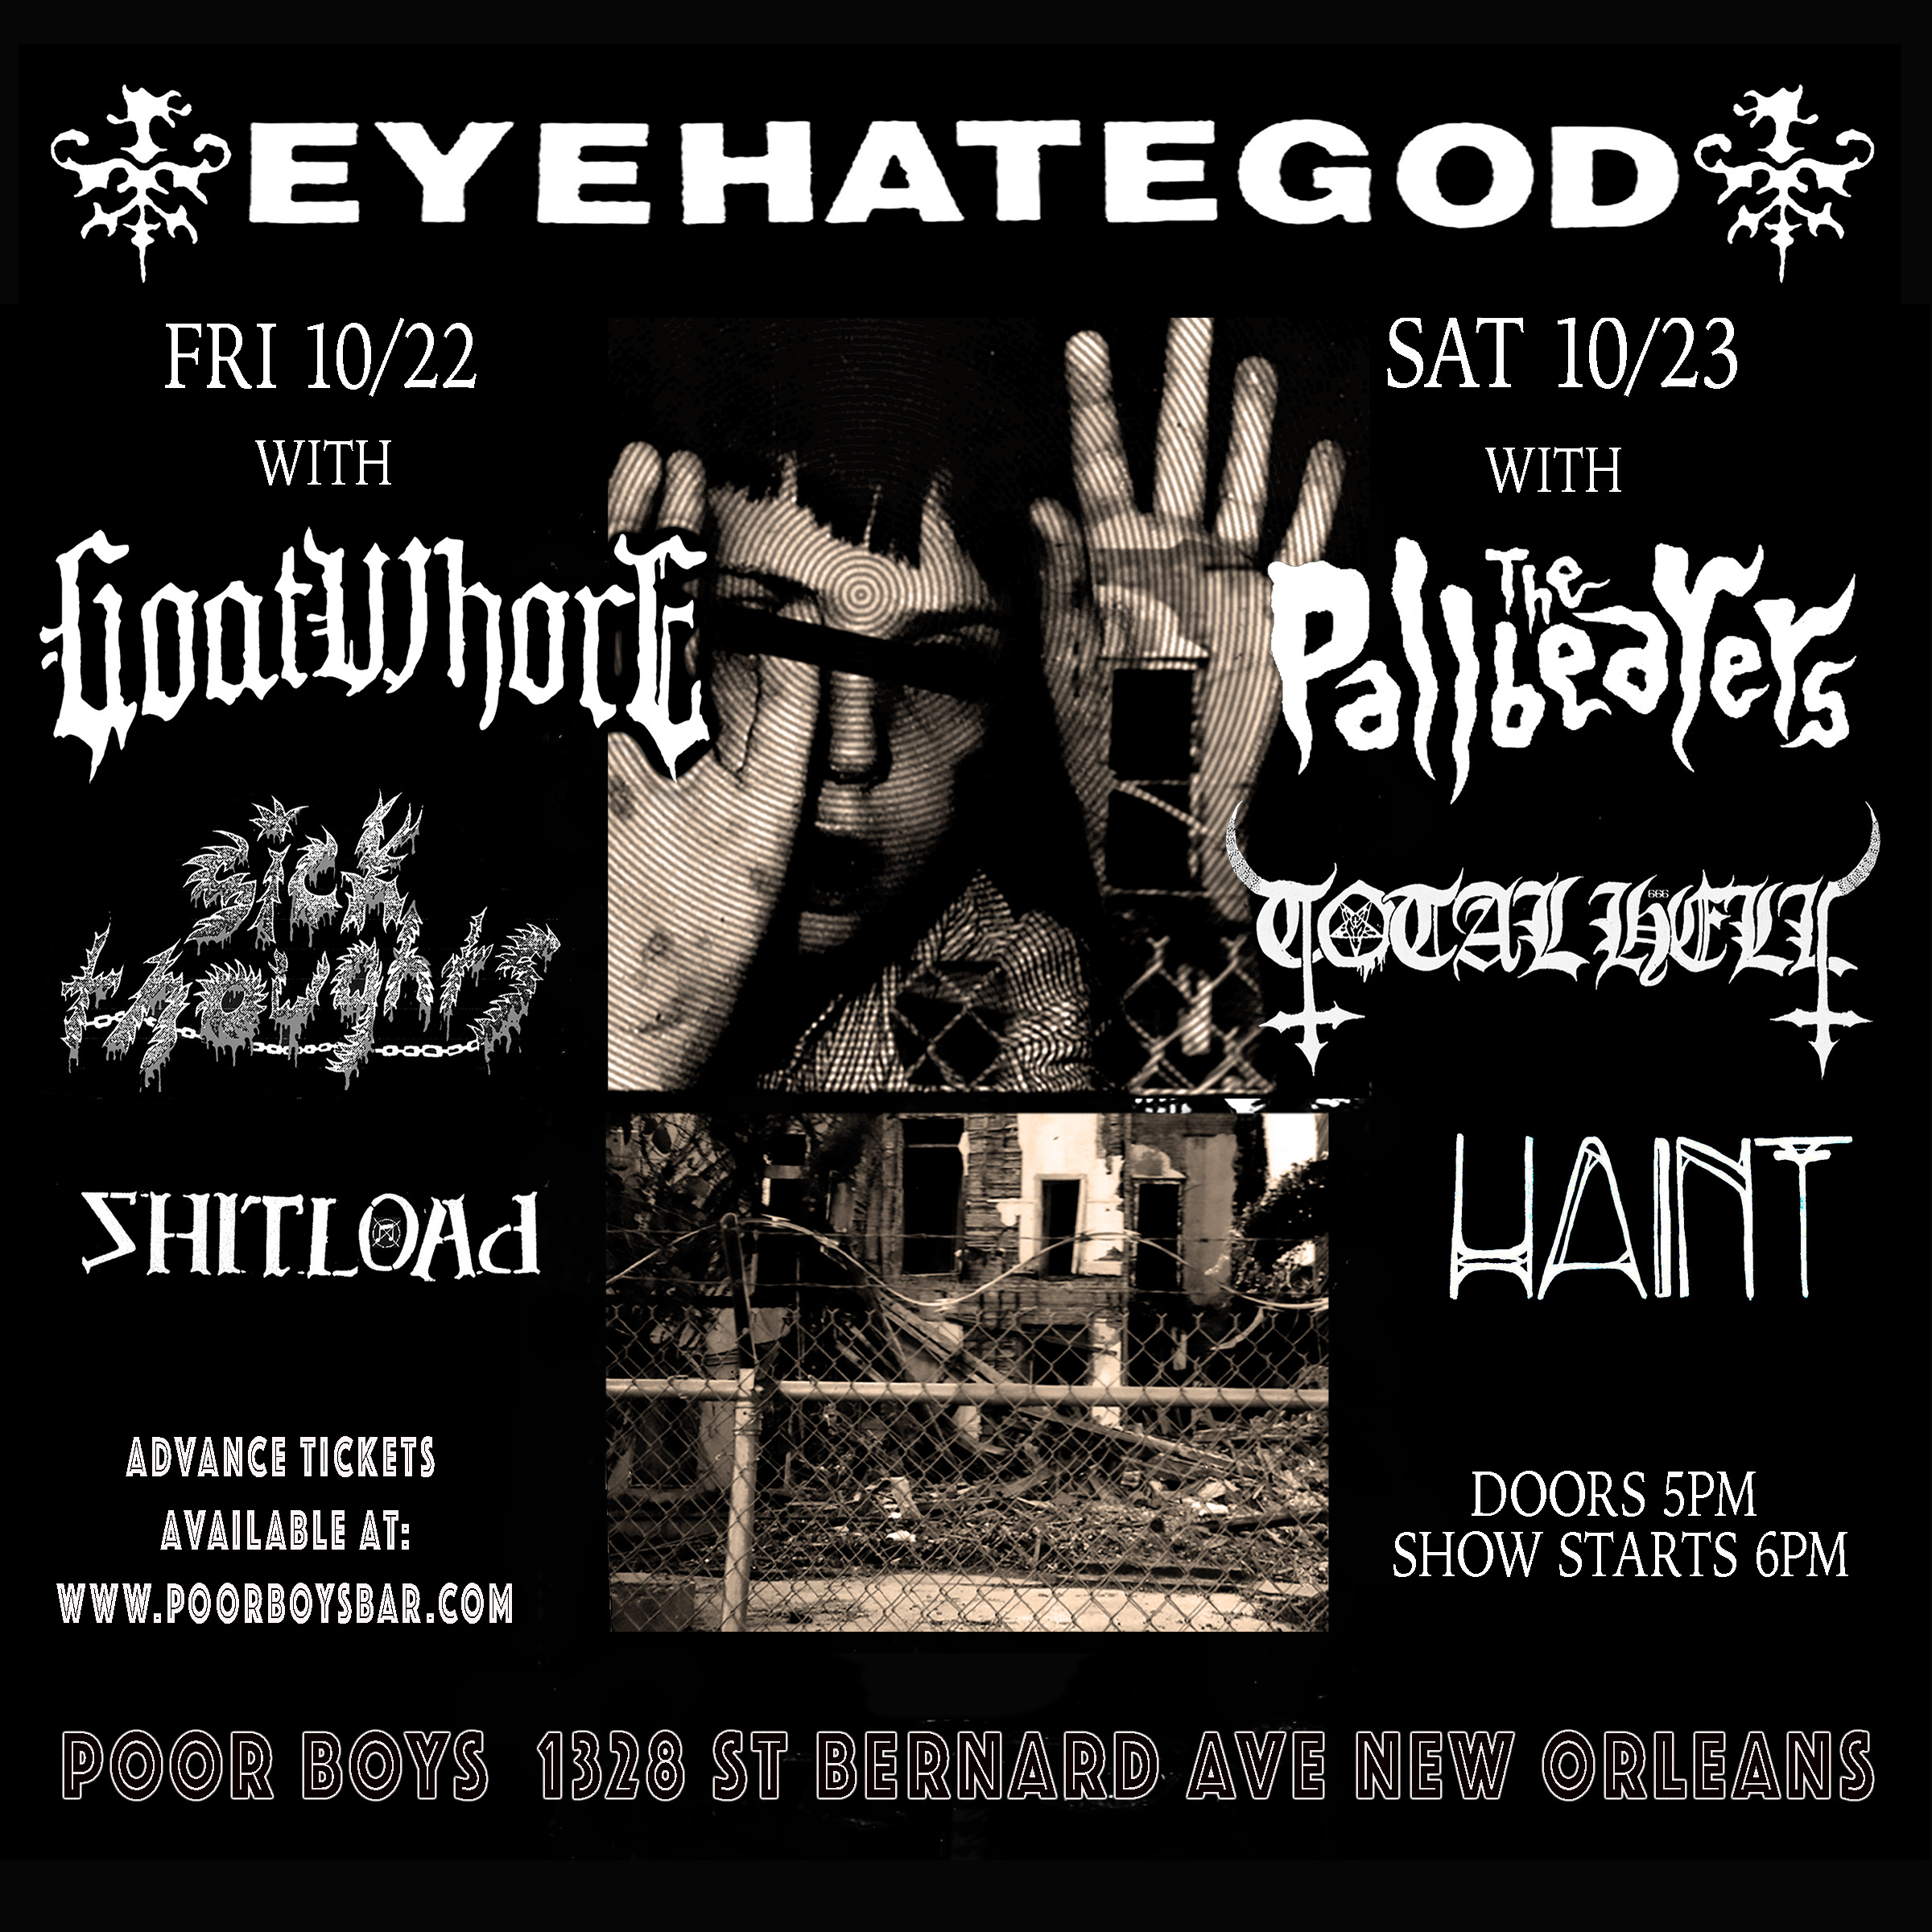 EYEHATEGOD
FRI 10/22
WITH
GoatWhorE
sick
thoughts
SHITLOAd
ADVANCE TICKETS
AVAILABLE AT:
WWW.POORBOYSBAR.COM
SAT 10/23
WITH
The
Pallbearers
TOTAL HELL
666
HAINT
DOORS 5PM
SHOW STARTS 6PM
POOR BOYS 1328 ST BERNARD AVE NEW ORLEANS